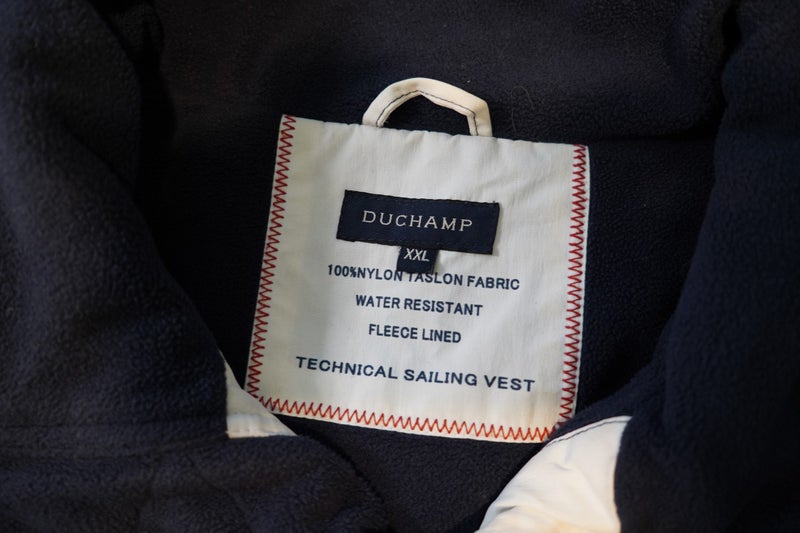 DUCHAMP
XXL
100%NYLON TASLON FABRIC
WATER RESISTANT
FLEECE LINED
TECHNICAL SAILING VEST